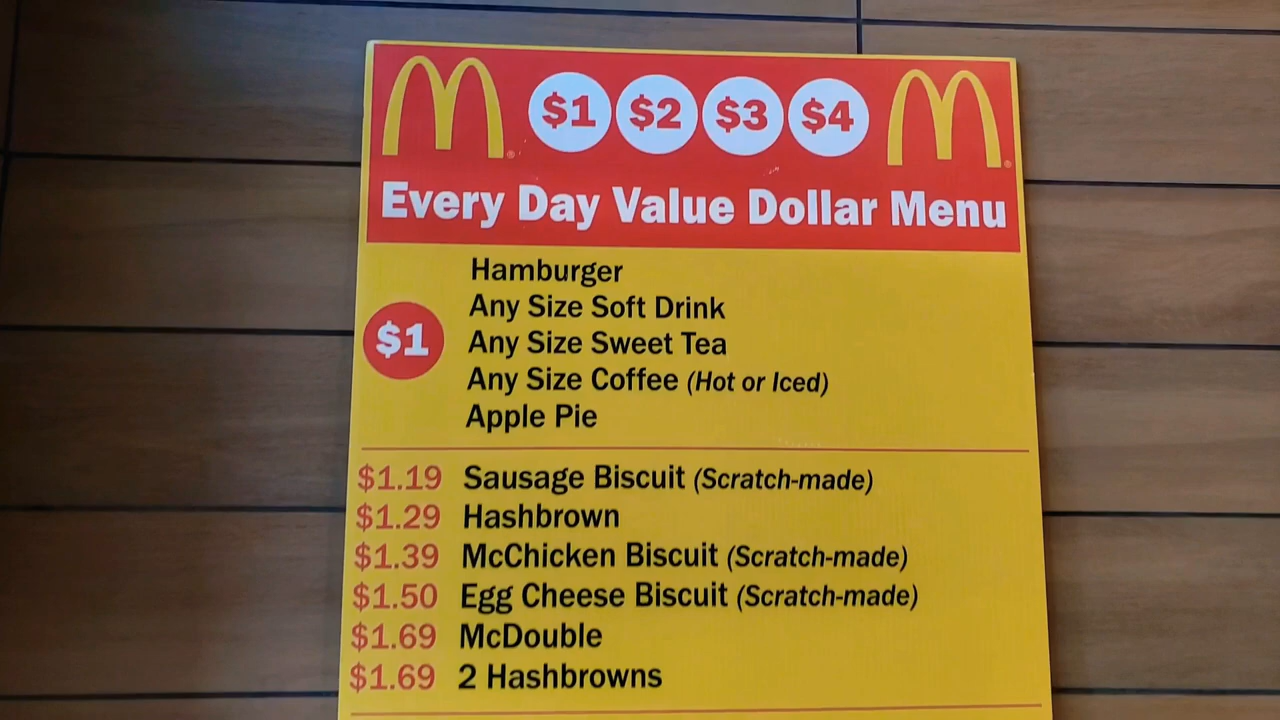 $1 $2 $3 $4
Every Day Value Dollar Menu
Hamburger
Any Size Soft Drink
$1 Any Size Sweet Tea
Any Size Coffee (Hot or Iced)
Apple Pie
$1.19 Sausage Biscuit (Scratch-made)
$1.29 Hashbrown
$1.39 McChicken Biscuit (Scratch-made)
$1.50 Egg Cheese Biscuit (Scratch-made)
$1.69 McDouble
$1.69 2 Hashbrowns